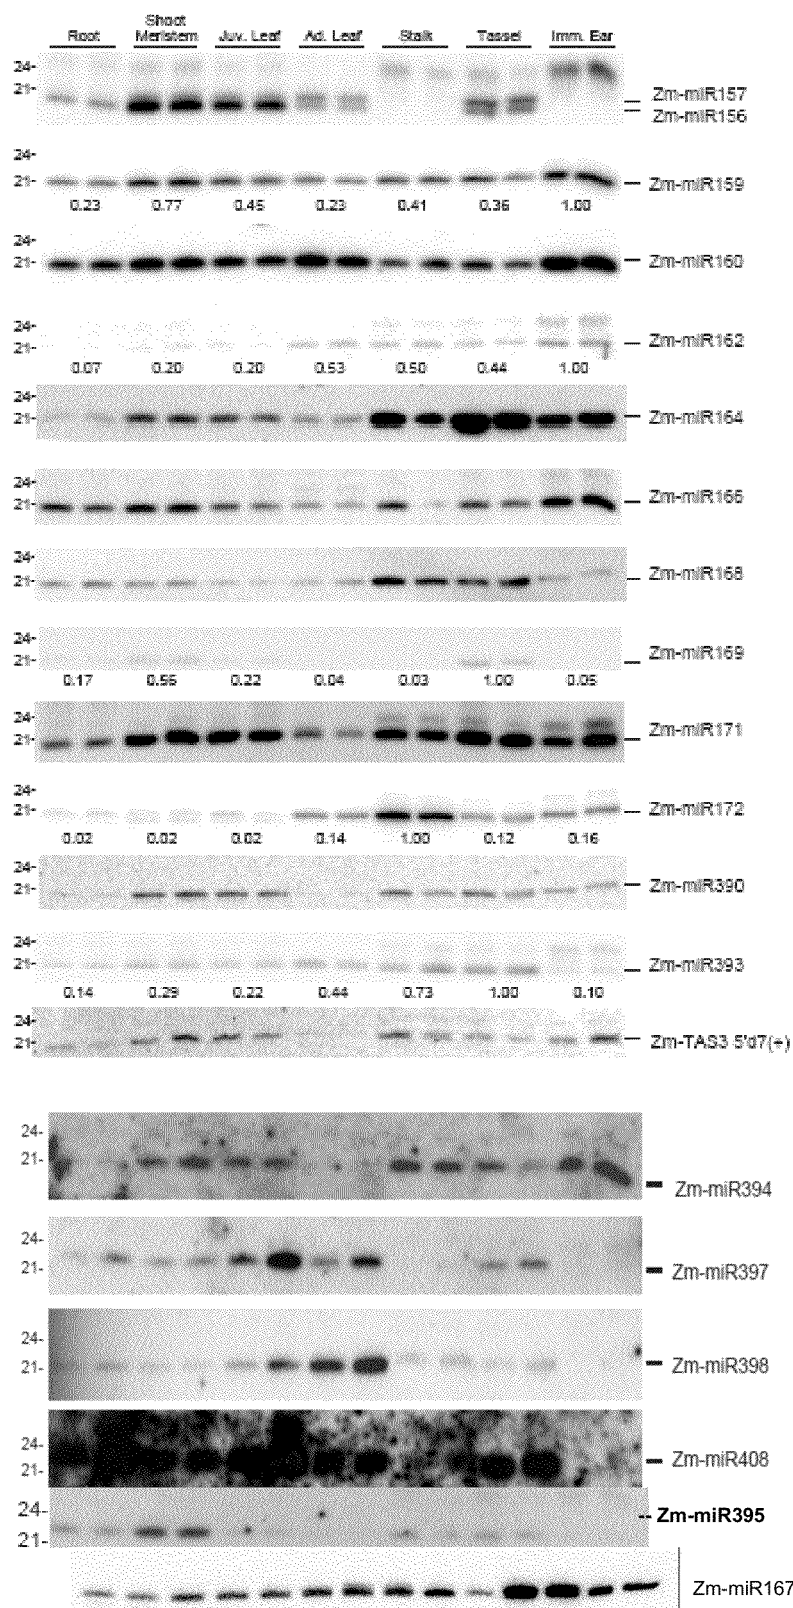 Shoot
Root Meristem Juv. Leaf Ad. Leaf Stalk Tassel Imm. Ear
24-
21-
Zm-miR157
Zm-miR156
24-
21-
Zm-miR159
0.23 0.77 0.45 0.23 0.41 0.36 1.00
24-
21-
Zm-miR160
24-
21-
Zm-miR162
0.07 0.20 0.20 0.53 0.50 0.44 1.00
24-
21-
Zm-miR164
24-
21-
Zm-miR166
24-
21-
Zm-miR168
24-
21-
Zm-miR169
0.17 0.56 0.22 0.04 0.03 1.00 0.05
24-
21-
Zm-miR171
24-
21-
Zm-miR172
0.02 0.02 0.02 0.14 1.00 0.12 0.16
24-
21-
Zm-miR390
24-
21-
Zm-miR393
0.14 0.29 0.22 0.44 0.73 1.00 0.10
24-
21-
Zm-TAS3 5'd7(+)
24-
21-
Zm-miR394
24-
21-
Zm-miR397
24-
21-
Zm-miR398
24-
21-
Zm-miR408
24-
21-
Zm-miR395
Zm-miR167